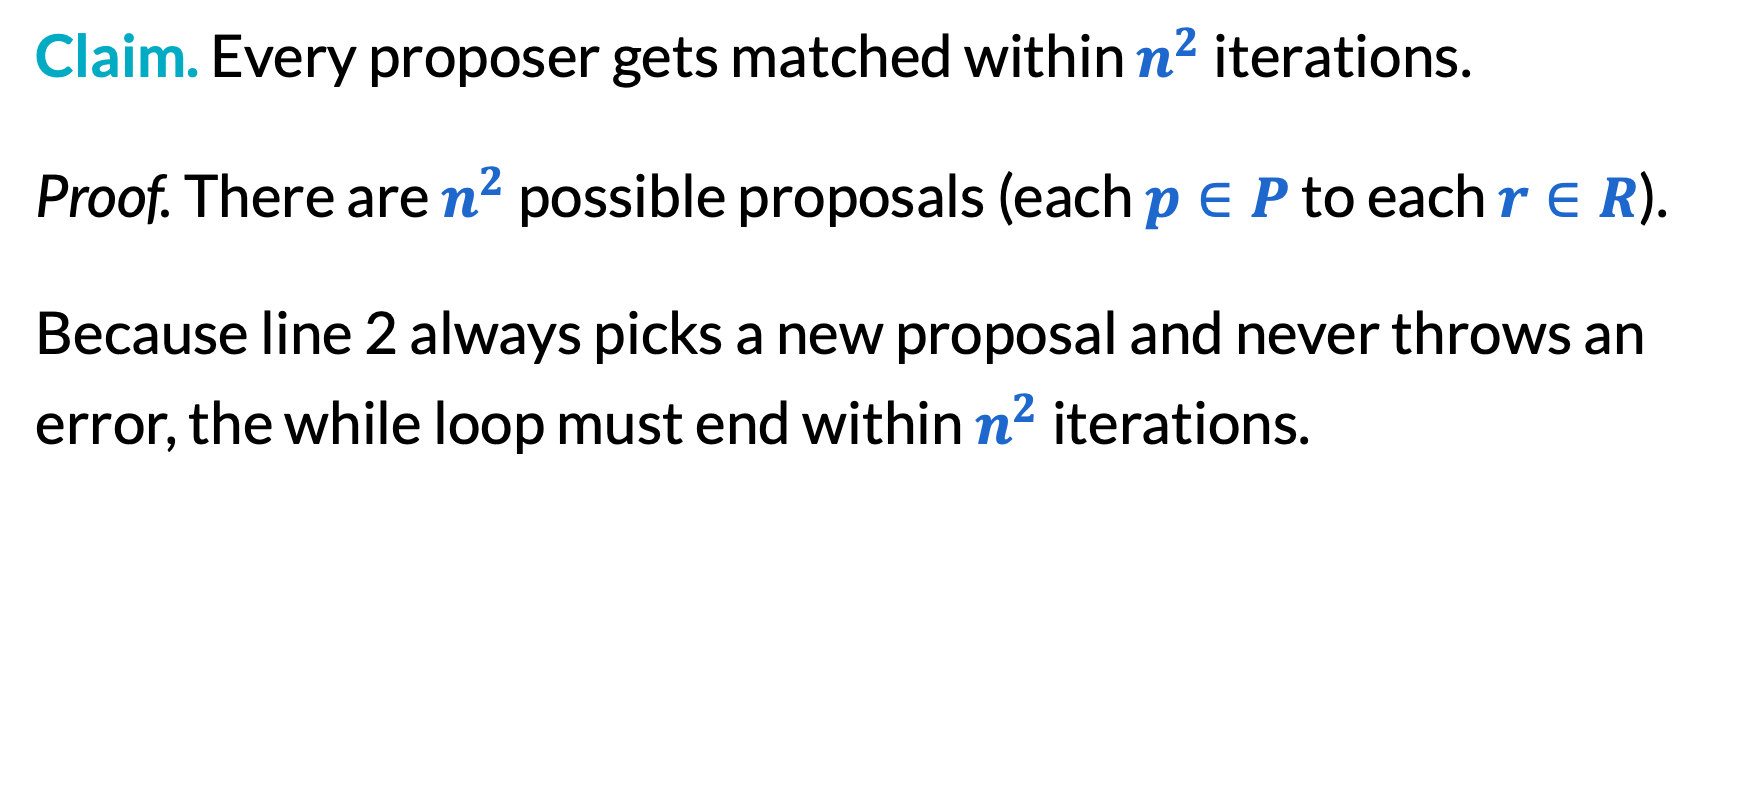 Claim. Every proposer gets matched within n² iterations.
Proof. There are n² possible proposals (each p ∈ P to each r ∈ R).
Because line 2 always picks a new proposal and never throws an
error, the while loop must end within n² iterations.